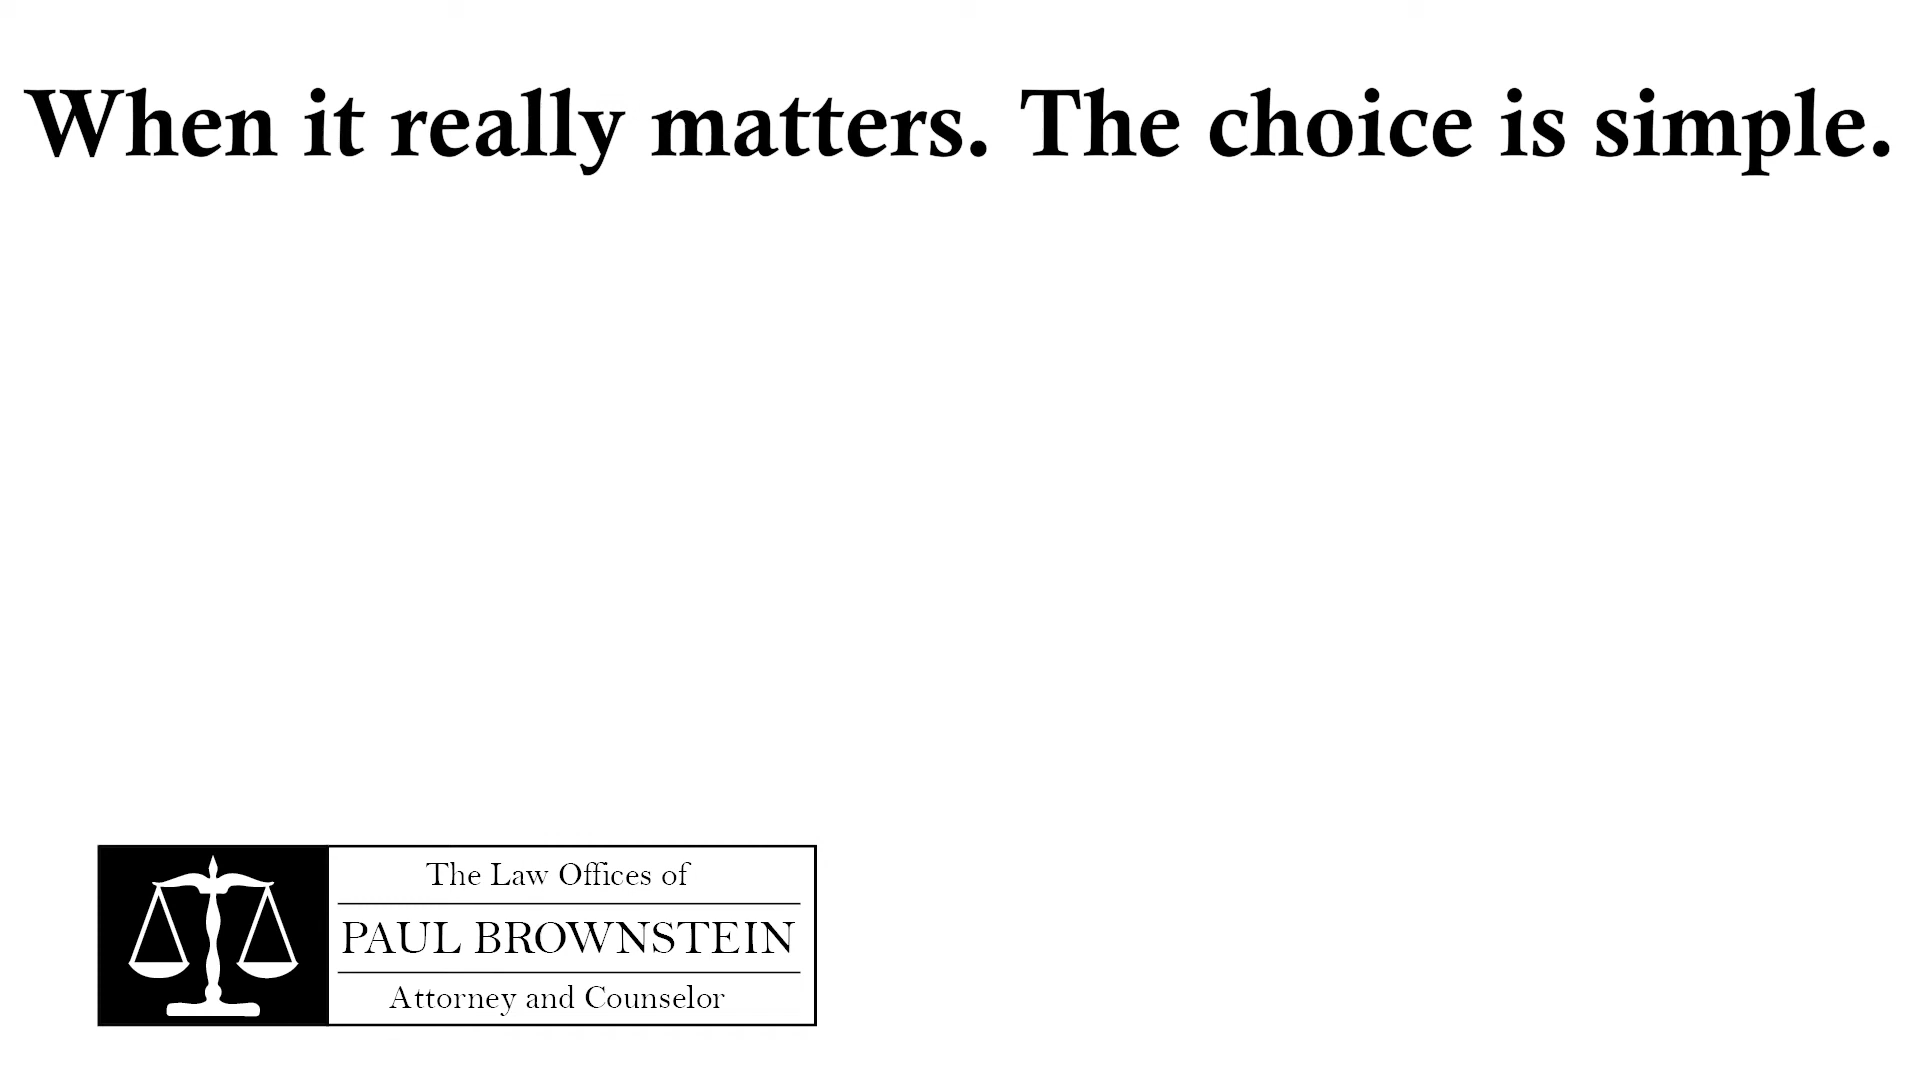 When it really matters. The choice is simple.
The Law Offices of
PAUL BROWNSTEIN
Attorney and Counselor